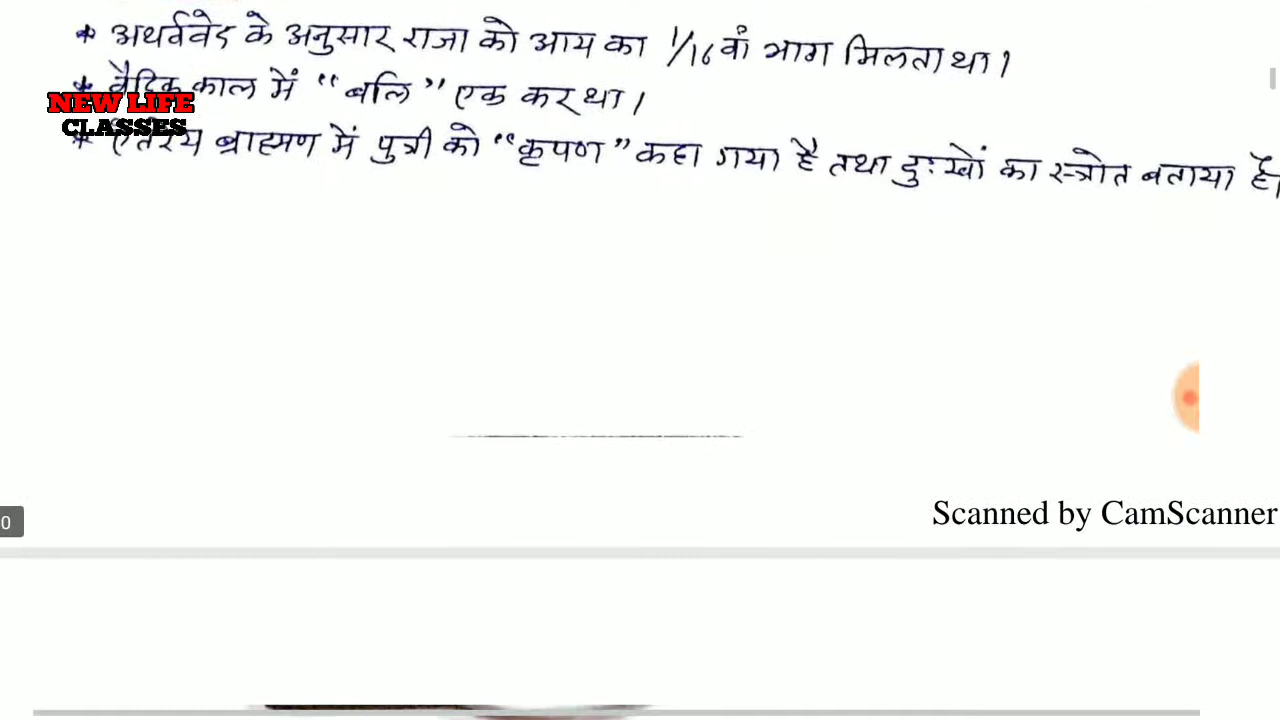 * अथर्ववेद के अनुसार राजा को आय का 1/16 वां भाग मिलता था।
* वैदिक काल में “बलि” एक कर था।
NEW LIFE
CLASSES
* ऐतरेय ब्राह्मण में पुत्री को “कृपण” कहा गया है तथा दुःखों का स्त्रोत बताया है।
0
Scanned by CamScanner